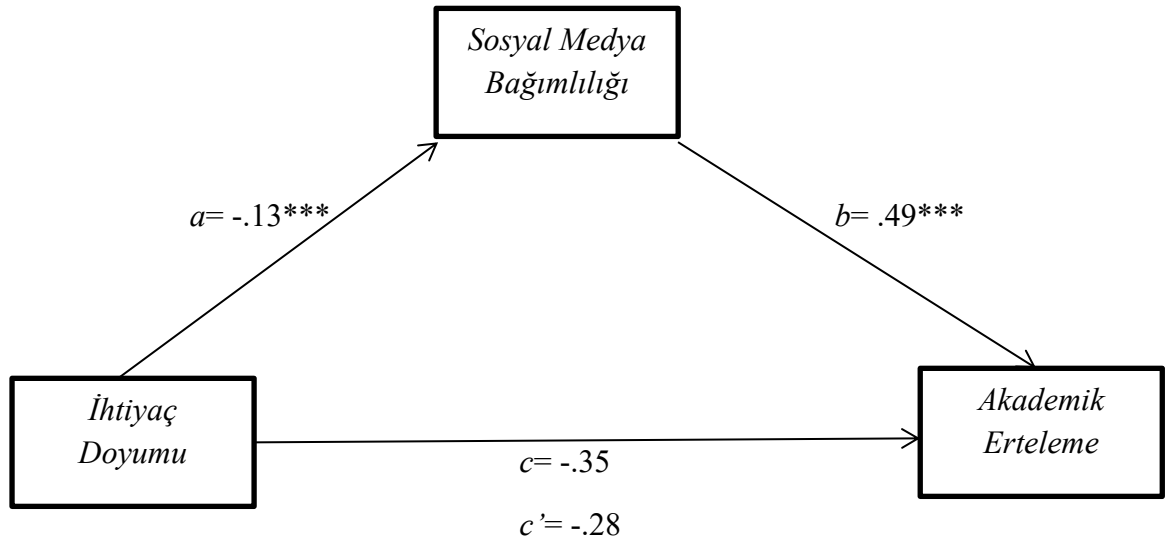 Sosyal Medya
Bağımlılığı
a= -.13***
b= .49***
İhtiyaç
Doyumu
Akademik
Erteleme
c= -.35
c’= -.28